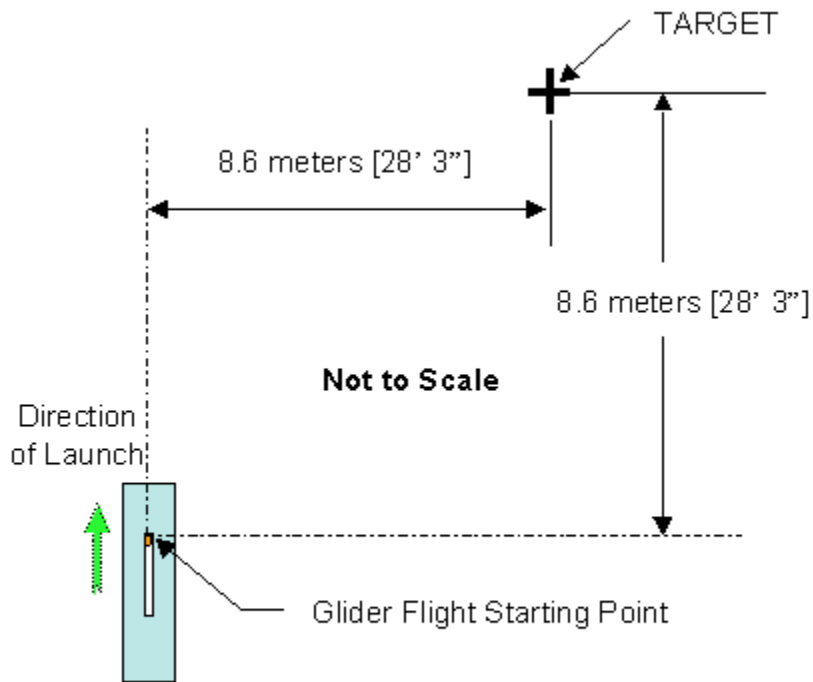 TARGET
8.6 meters [28’ 3”]
8.6 meters [28’ 3”]
Not to Scale
Direction
of Launch
Glider Flight Starting Point